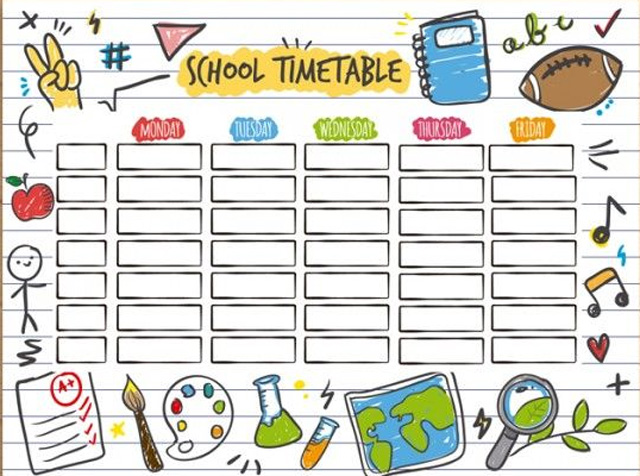 SCHOOL TIMETABLE
abc
#
MONDAY TUESDAY WEDNESDAY THURSDAY FRIDAY
A+